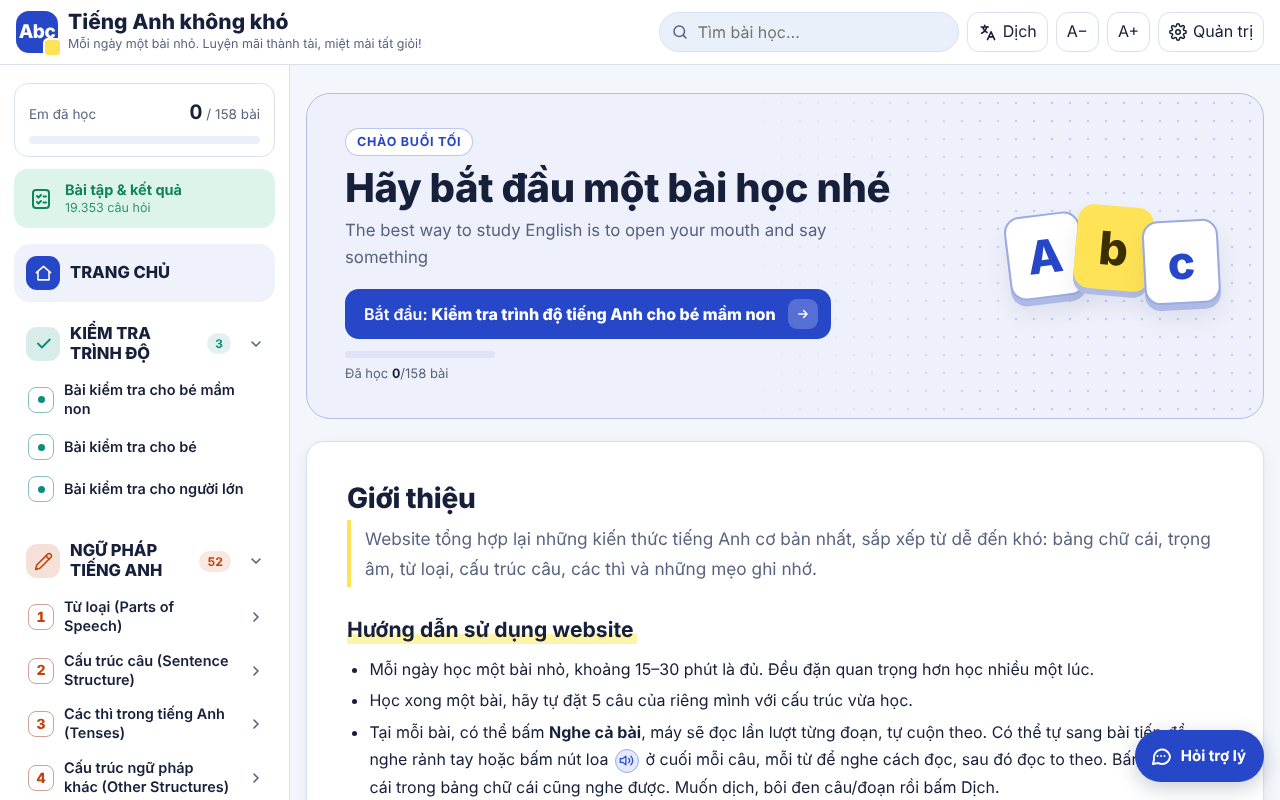 Abc
Tiếng Anh không khó
Mỗi ngày một bài nhỏ. Luyện mãi thành tài, miệt mài tất giỏi!
Tìm bài học...
Dịch
A−
A+
Quản trị
Em đã học
0 / 158 bài
Bài tập & kết quả
19.353 câu hỏi
TRANG CHỦ
KIỂM TRA
TRÌNH ĐỘ
3
Bài kiểm tra cho bé mầm
non
Bài kiểm tra cho bé
Bài kiểm tra cho người lớn
NGỮ PHÁP
TIẾNG ANH
52
1
Từ loại (Parts of
Speech)
2
Cấu trúc câu (Sentence
Structure)
3
Các thì trong tiếng Anh
(Tenses)
4
Cấu trúc ngữ pháp
khác (Other Structures)
CHÀO BUỔI TỐI
Hãy bắt đầu một bài học nhé
The best way to study English is to open your mouth and say
something
Bắt đầu: Kiểm tra trình độ tiếng Anh cho bé mầm non
Đã học 0/158 bài
A b c
Giới thiệu
Website tổng hợp lại những kiến thức tiếng Anh cơ bản nhất, sắp xếp từ dễ đến khó: bảng chữ cái, trọng
âm, từ loại, cấu trúc câu, các thì và những mẹo ghi nhớ.
Hướng dẫn sử dụng website
• Mỗi ngày học một bài nhỏ, khoảng 15–30 phút là đủ. Đều đặn quan trọng hơn học nhiều một lúc.
• Học xong một bài, hãy tự đặt 5 câu của riêng mình với cấu trúc vừa học.
• Tại mỗi bài, có thể bấm Nghe cả bài, máy sẽ đọc lần lượt từng đoạn, tự cuộn theo. Có thể tự sang bài tiếp
nghe rảnh tay hoặc bấm nút loa ở cuối mỗi câu, mỗi từ để nghe cách đọc, sau đó đọc to theo.
cái trong bảng chữ cái cũng nghe được. Muốn dịch, bôi đen câu/đoạn rồi bấm Dịch.
Hỏi trợ lý